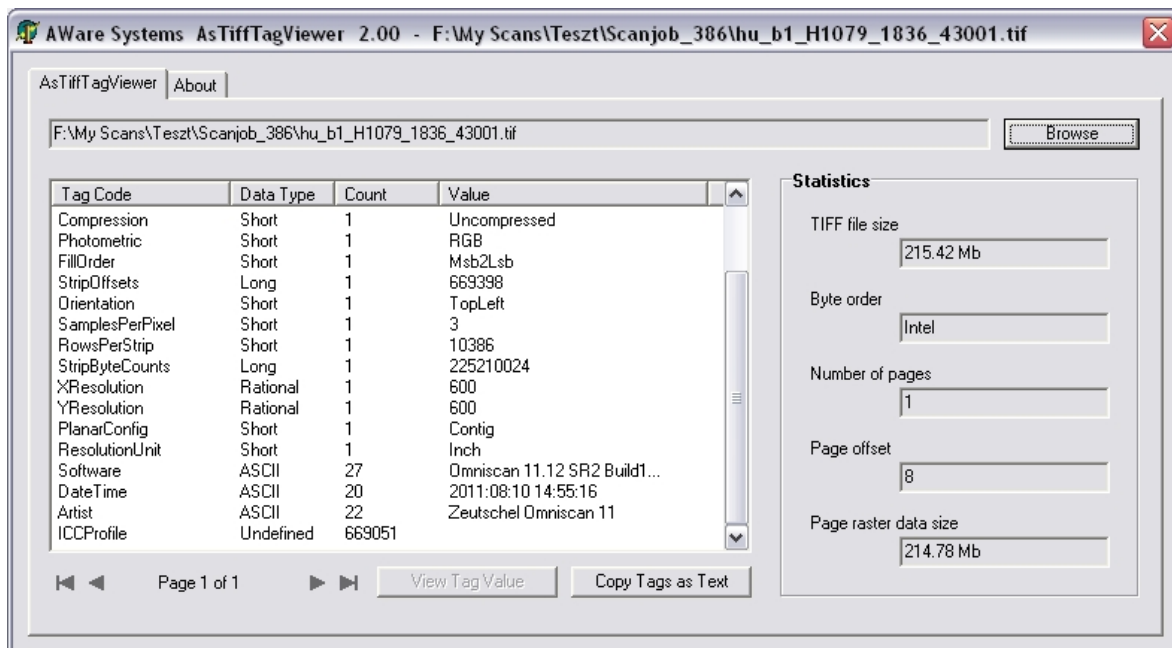 AWare Systems AsTiffTagViewer 2.00 - F:\My Scans\Teszt\Scanjob_386\hu_b1_H1079_1836_43001.tif
AsTiffTagViewer About
F:\My Scans\Teszt\Scanjob_386\hu_b1_H1079_1836_43001.tif Browse
Tag Code Data Type Count Value
Compression Short 1 Uncompressed
Photometric Short 1 RGB
FillOrder Short 1 Msb2Lsb
StripOffsets Long 1 669398
Orientation Short 1 TopLeft
SamplesPerPixel Short 1 3
RowsPerStrip Short 1 10386
StripByteCounts Long 1 225210024
XResolution Rational 1 600
YResolution Rational 1 600
PlanarConfig Short 1 Contig
ResolutionUnit Short 1 Inch
Software ASCII 27 Omniscan 11.12 SR2 Build1...
DateTime ASCII 20 2011:08:10 14:55:16
Artist ASCII 22 Zeutschel Omniscan 11
ICCProfile Undefined 669051
Page 1 of 1 View Tag Value Copy Tags as Text
Statistics
TIFF file size
215.42 Mb
Byte order
Intel
Number of pages
1
Page offset
8
Page raster data size
214.78 Mb